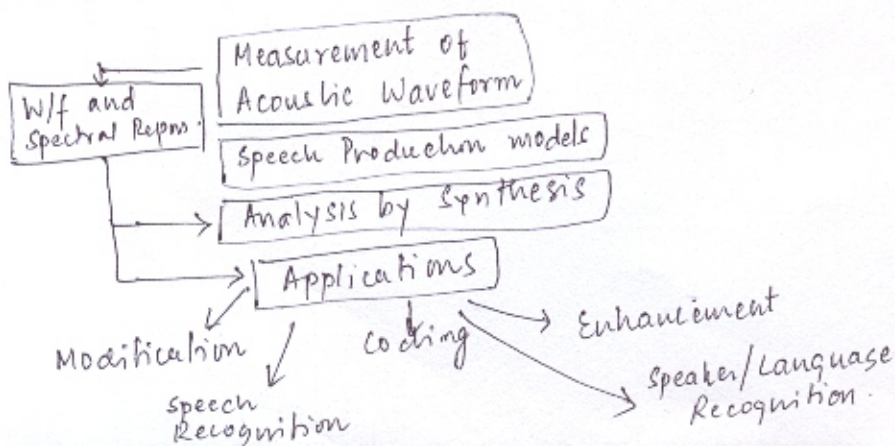 Measurement of
Acoustic Waveform
W/f and
Spectral Repns.
Speech Production models
Analysis by Synthesis
Applications
Modification
Speech
Recognition
Coding
Enhancement
Speaker/Language
Recognition.